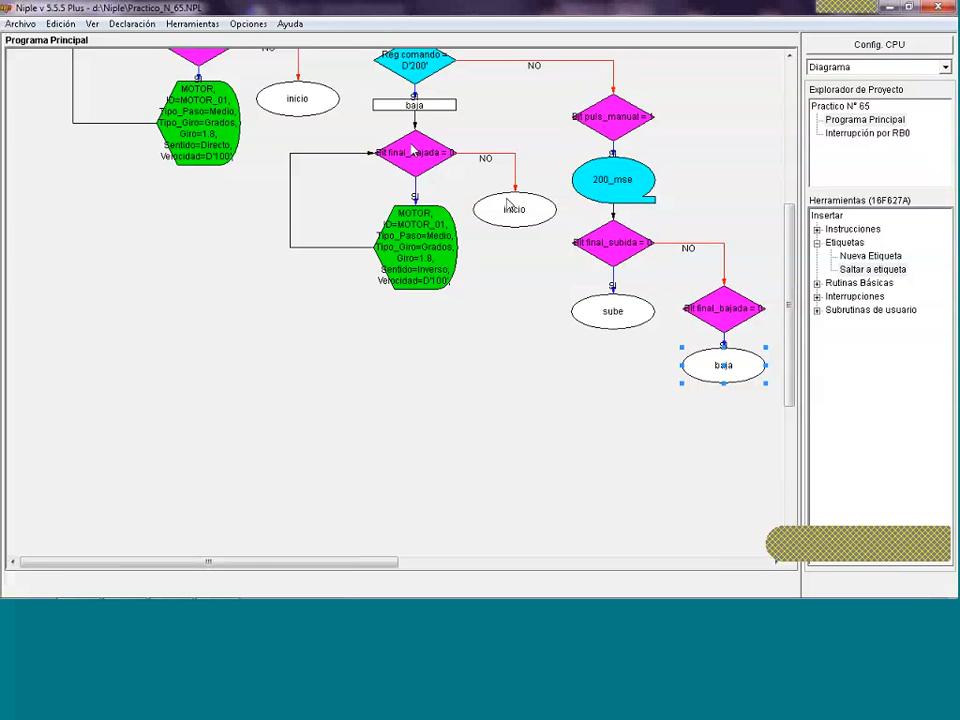 Niple v 5.5.5 Plus - d:\Niple\Practico_N_65.NPL
Archivo Edición Ver Declaración Herramientas Opciones Ayuda
Programa Principal
NO
SI
MOTOR,
ID=MOTOR_01,
Tipo_Paso=Medio,
Tipo_Giro=Grados,
Giro=1.8,
Sentido=Directo,
Velocidad=D'100',
inicio
Reg comando =
D'200'
NO
SI
baja
Bit final_bajada = 0
NO
SI
inicio
MOTOR,
ID=MOTOR_01,
Tipo_Paso=Medio,
Tipo_Giro=Grados,
Giro=1.8,
Sentido=Inverso,
Velocidad=D'100',
Bit puls_manual = 1
SI
200_mse
Bit final_subida = 0
NO
SI
sube
Bit final_bajada = 0
SI
baja
Config. CPU
Diagrama
Explorador de Proyecto
Practico N° 65
Programa Principal
Interrupción por RB0
Herramientas (16F627A)
Insertar
Instrucciones
Etiquetas
Nueva Etiqueta
Saltar a etiqueta
Rutinas Básicas
Interrupciones
Subrutinas de usuario